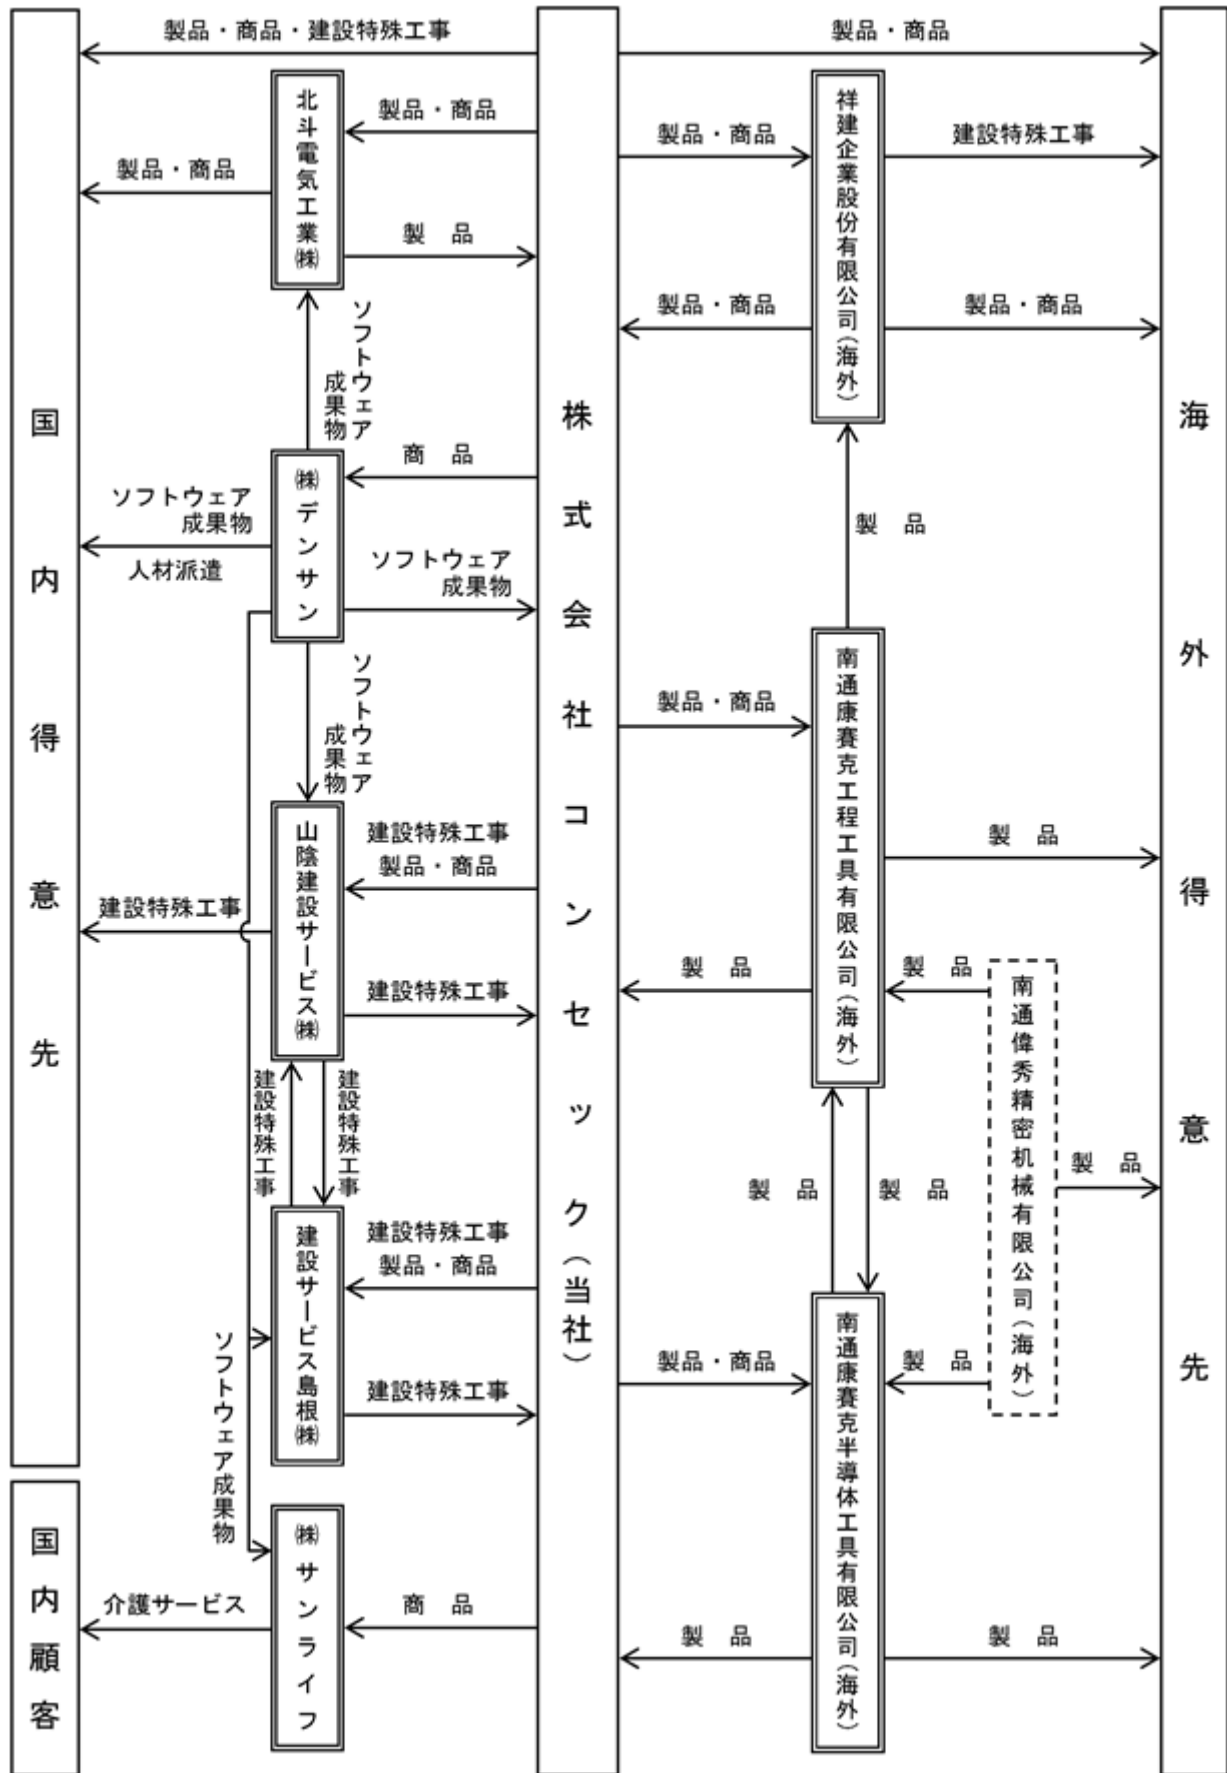 製品・商品・建設特殊工事
製品・商品
北斗電気工業㈱
製品・商品
祥建企業股份有限公司(海外)
製品・商品
建設特殊工事
製品・商品
製　品
製品・商品
製品・商品
ソフトウェア
成果物
国内得意先
株式会社コンセック(当社)
海外得意先
㈱デンサン
商　品
ソフトウェア
成果物
人材派遣
ソフトウェア
成果物
製　品
ソフトウェア
成果物
南通康賽克工程工具有限公司(海外)
製品・商品
山陰建設サービス㈱
建設特殊工事
製品・商品
製　品
建設特殊工事
製　品
製　品
南通偉秀精密机械有限公司(海外)
建設特殊工事
建設特殊工事
建設特殊工事
製　品
製　品
製　品
建設サービス島根㈱
建設特殊工事
製品・商品
南通康賽克半導体工具有限公司(海外)
ソフトウェア成果物
製品・商品
製　品
建設特殊工事
国内顧客
㈱サンライフ
介護サービス
商　品
製　品
製　品